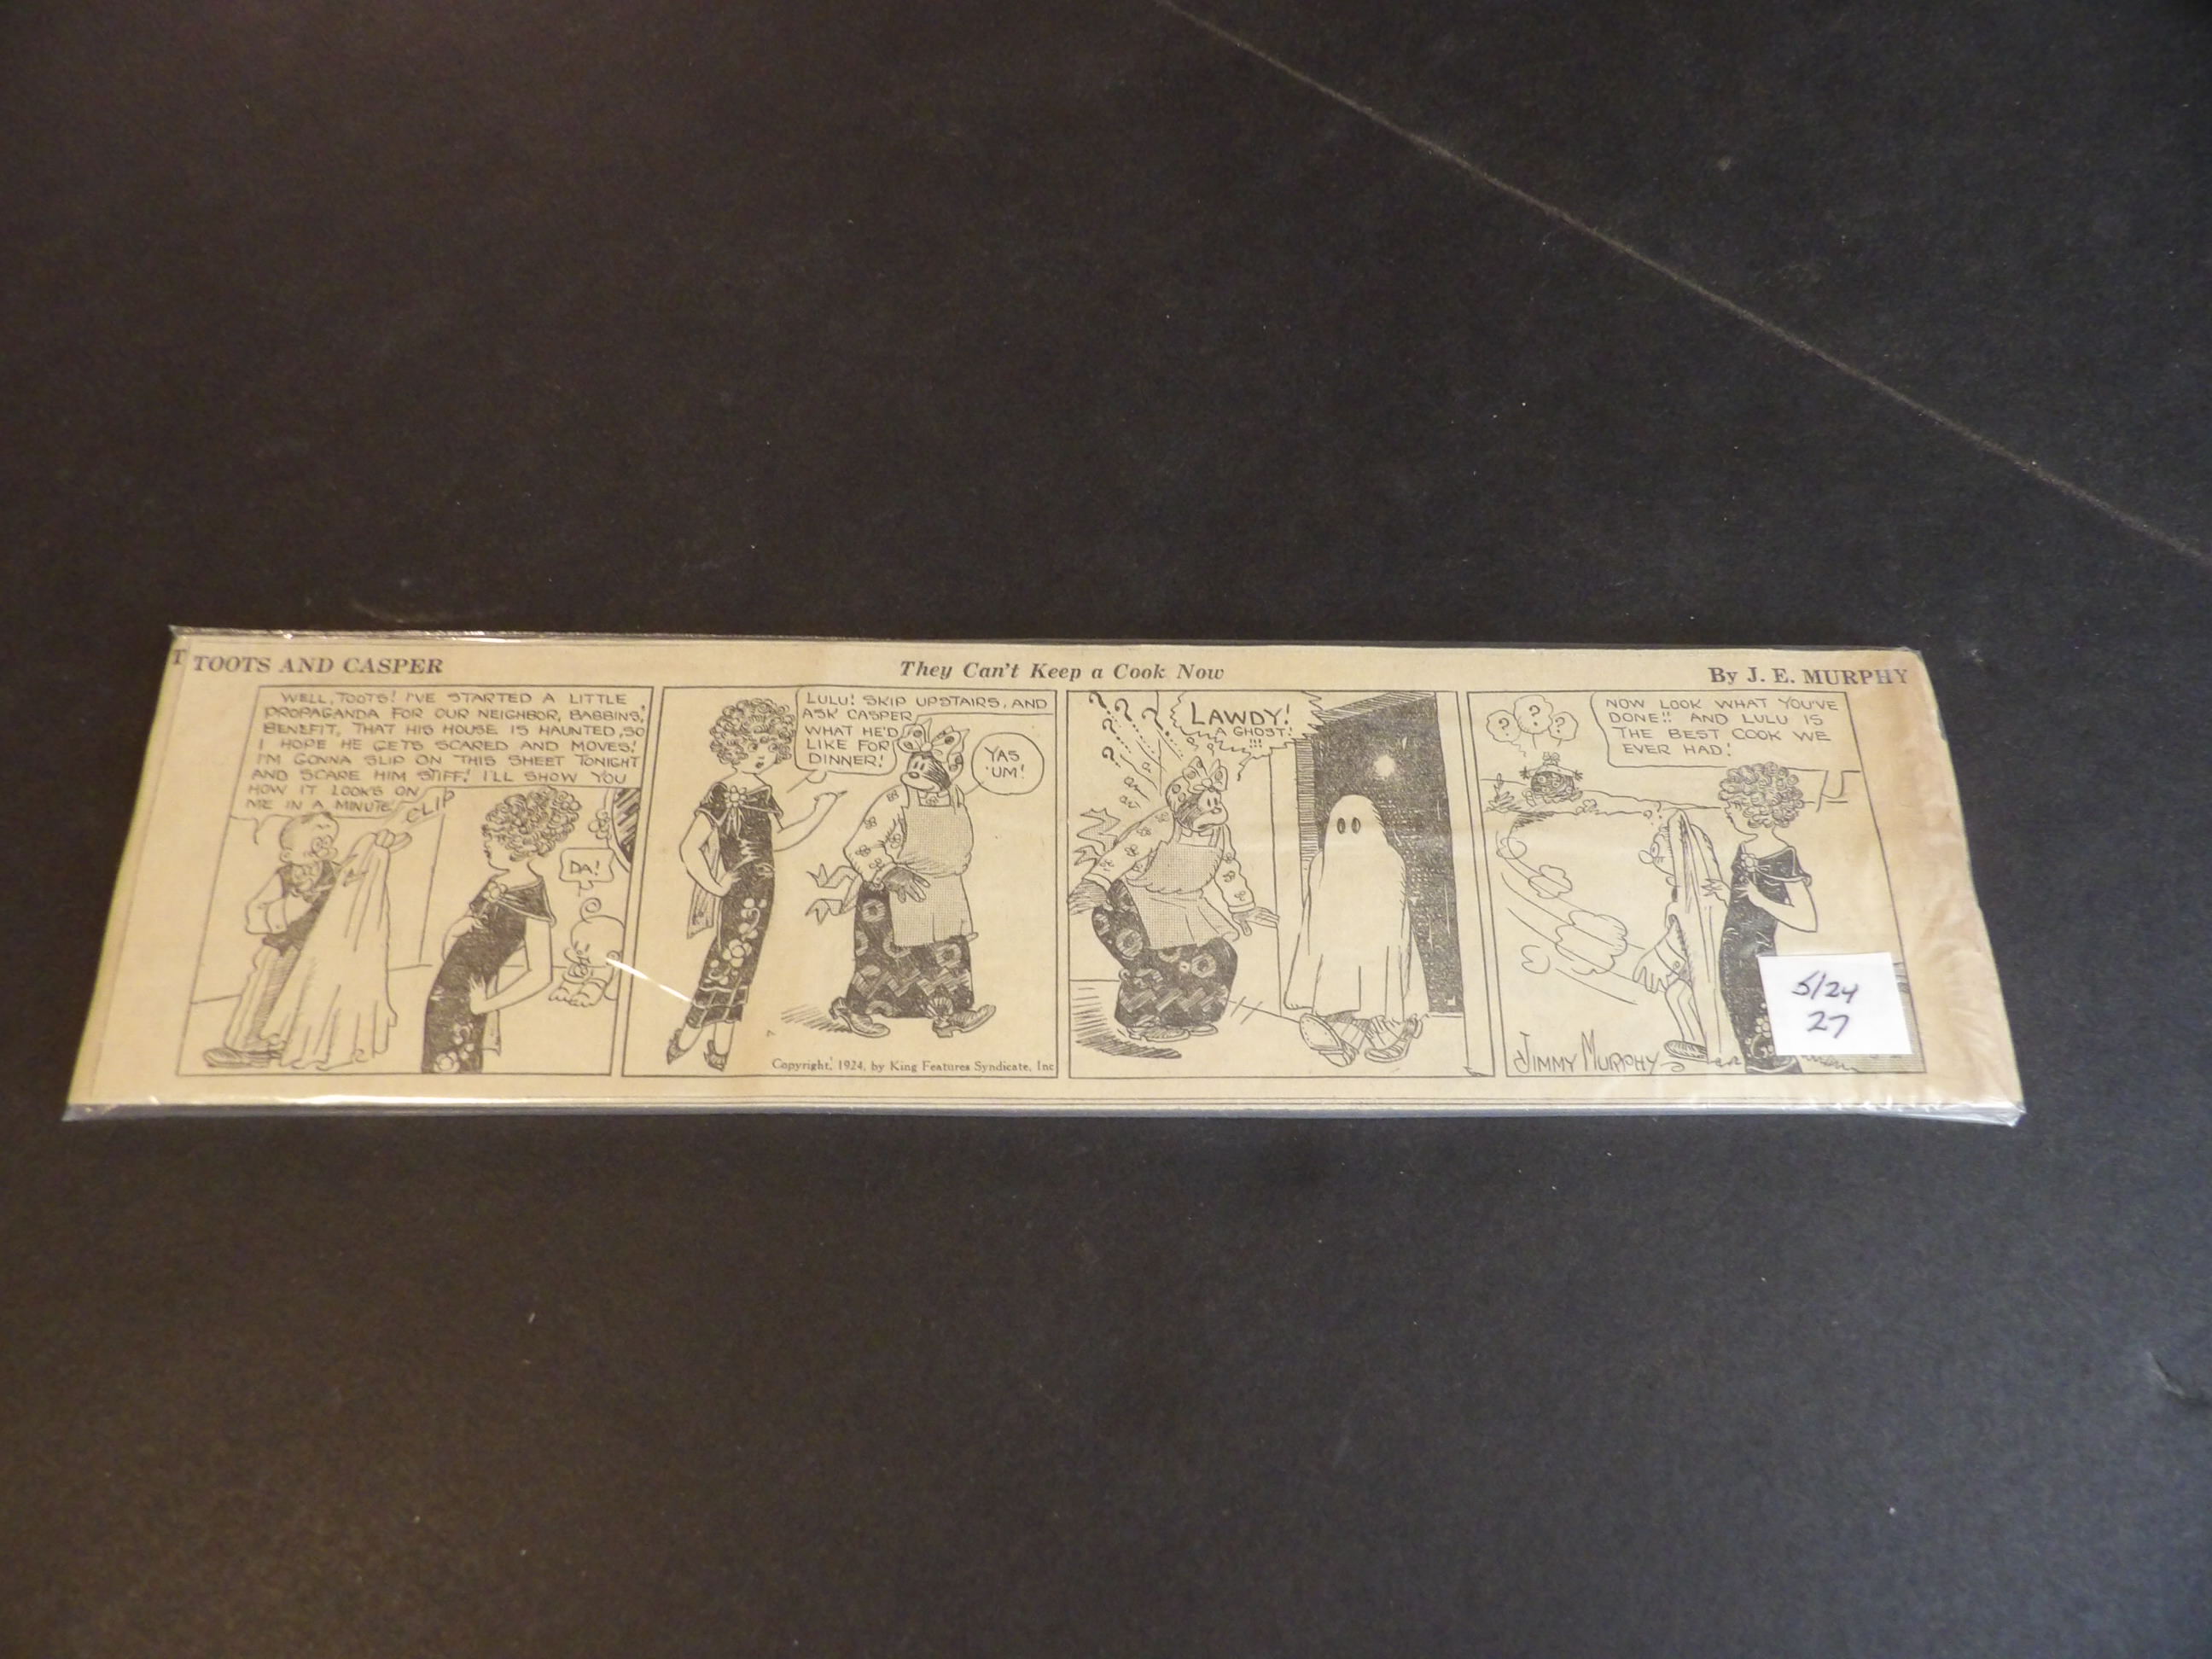 T TOOTS AND CASPER
They Can't Keep a Cook Now
By J. E. MURPHY
WELL, TOOTS! I'VE STARTED A LITTLE
PROPAGANDA FOR OUR NEIGHBOR, BABBINS,'
BENEFIT, THAT HIS HOUSE IS HAUNTED, SO
I HOPE HE GETS SCARED AND MOVES!
I'M GONNA SLIP ON THIS SHEET TONIGHT
AND SCARE HIM STIFF! I'LL SHOW YOU
HOW IT LOOKS ON
ME IN A MINUTE!
CLIP
DA!
LULU! SKIP UPSTAIRS, AND
ASK CASPER
WHAT HE'D
LIKE FOR
DINNER!
YAS
'UM!
Copyright, 1924, by King Features Syndicate, Inc
? ? ?
LAWDY!
A GHOST!
!!!
? ? ?
NOW LOOK WHAT YOU'VE
DONE!! AND LULU IS
THE BEST COOK WE
EVER HAD!
JIMMY MURPHY
5/24
27